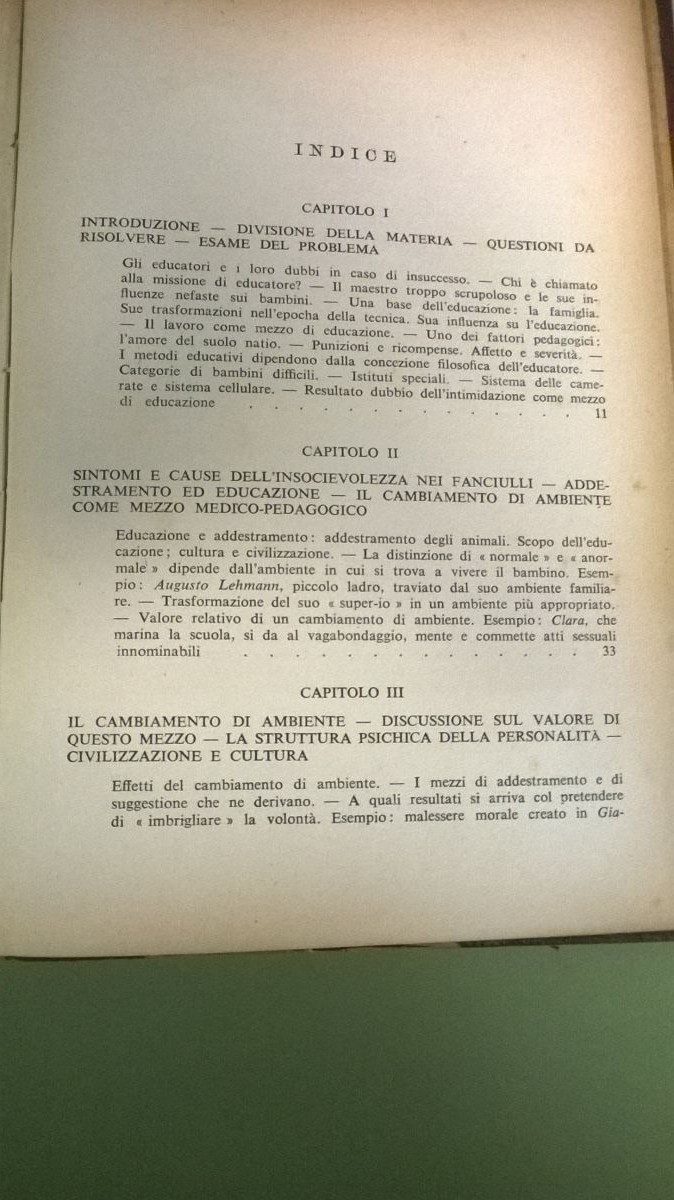 INDICE
CAPITOLO I
INTRODUZIONE — DIVISIONE DELLA MATERIA — QUESTIONI DA
RISOLVERE — ESAME DEL PROBLEMA
Gli educatori e i loro dubbi in caso di insuccesso. — Chi è chiamato
alla missione di educatore? — Il maestro troppo scrupoloso e le sue in-
fluenze nefaste sui bambini. — Una base dell'educazione: la famiglia.
Sue trasformazioni nell'epoca della tecnica. Sua influenza su l'educazione.
— Il lavoro come mezzo di educazione. — Uno dei fattori pedagogici:
l'amore del suolo natio. — Punizioni e ricompense. Affetto e severità. —
I metodi educativi dipendono dalla concezione filosofica dell'educatore. —
Categorie di bambini difficili. — Istituti speciali. — Sistema delle came-
rate e sistema cellulare. — Resultato dubbio dell'intimidazione come mezzo
di educazione . . . . . . . . . . . . . . 11
CAPITOLO II
SINTOMI E CAUSE DELL'INSOCIEVOLEZZA NEI FANCIULLI — ADDE-
STRAMENTO ED EDUCAZIONE — IL CAMBIAMENTO DI AMBIENTE
COME MEZZO MEDICO-PEDAGOGICO
Educazione e addestramento: addestramento degli animali. Scopo dell'edu-
cazione; cultura e civilizzazione. — La distinzione di « normale » e « anor-
male » dipende dall'ambiente in cui si trova a vivere il bambino. Esem-
pio: Augusto Lehmann, piccolo ladro, traviato dal suo ambiente familia-
re. — Trasformazione del suo « super-io » in un ambiente più appropriato.
— Valore relativo di un cambiamento di ambiente. Esempio: Clara, che
marina la scuola, si da al vagabondaggio, mente e commette atti sessuali
innominabili . . . . . . . . . . . . . . 33
CAPITOLO III
IL CAMBIAMENTO DI AMBIENTE — DISCUSSIONE SUL VALORE DI
QUESTO MEZZO — LA STRUTTURA PSICHICA DELLA PERSONALITÀ —
CIVILIZZAZIONE E CULTURA
Effetti del cambiamento di ambiente. — I mezzi di addestramento e di
suggestione che ne derivano. — A quali resultati si arriva col pretendere
di « imbrigliare » la volontà. Esempio: malessere morale creato in Gia-